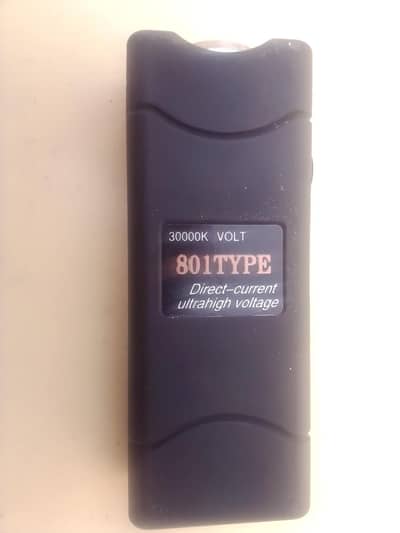 30000K VOLT
801TYPE
Direct-current
ultrahigh voltage